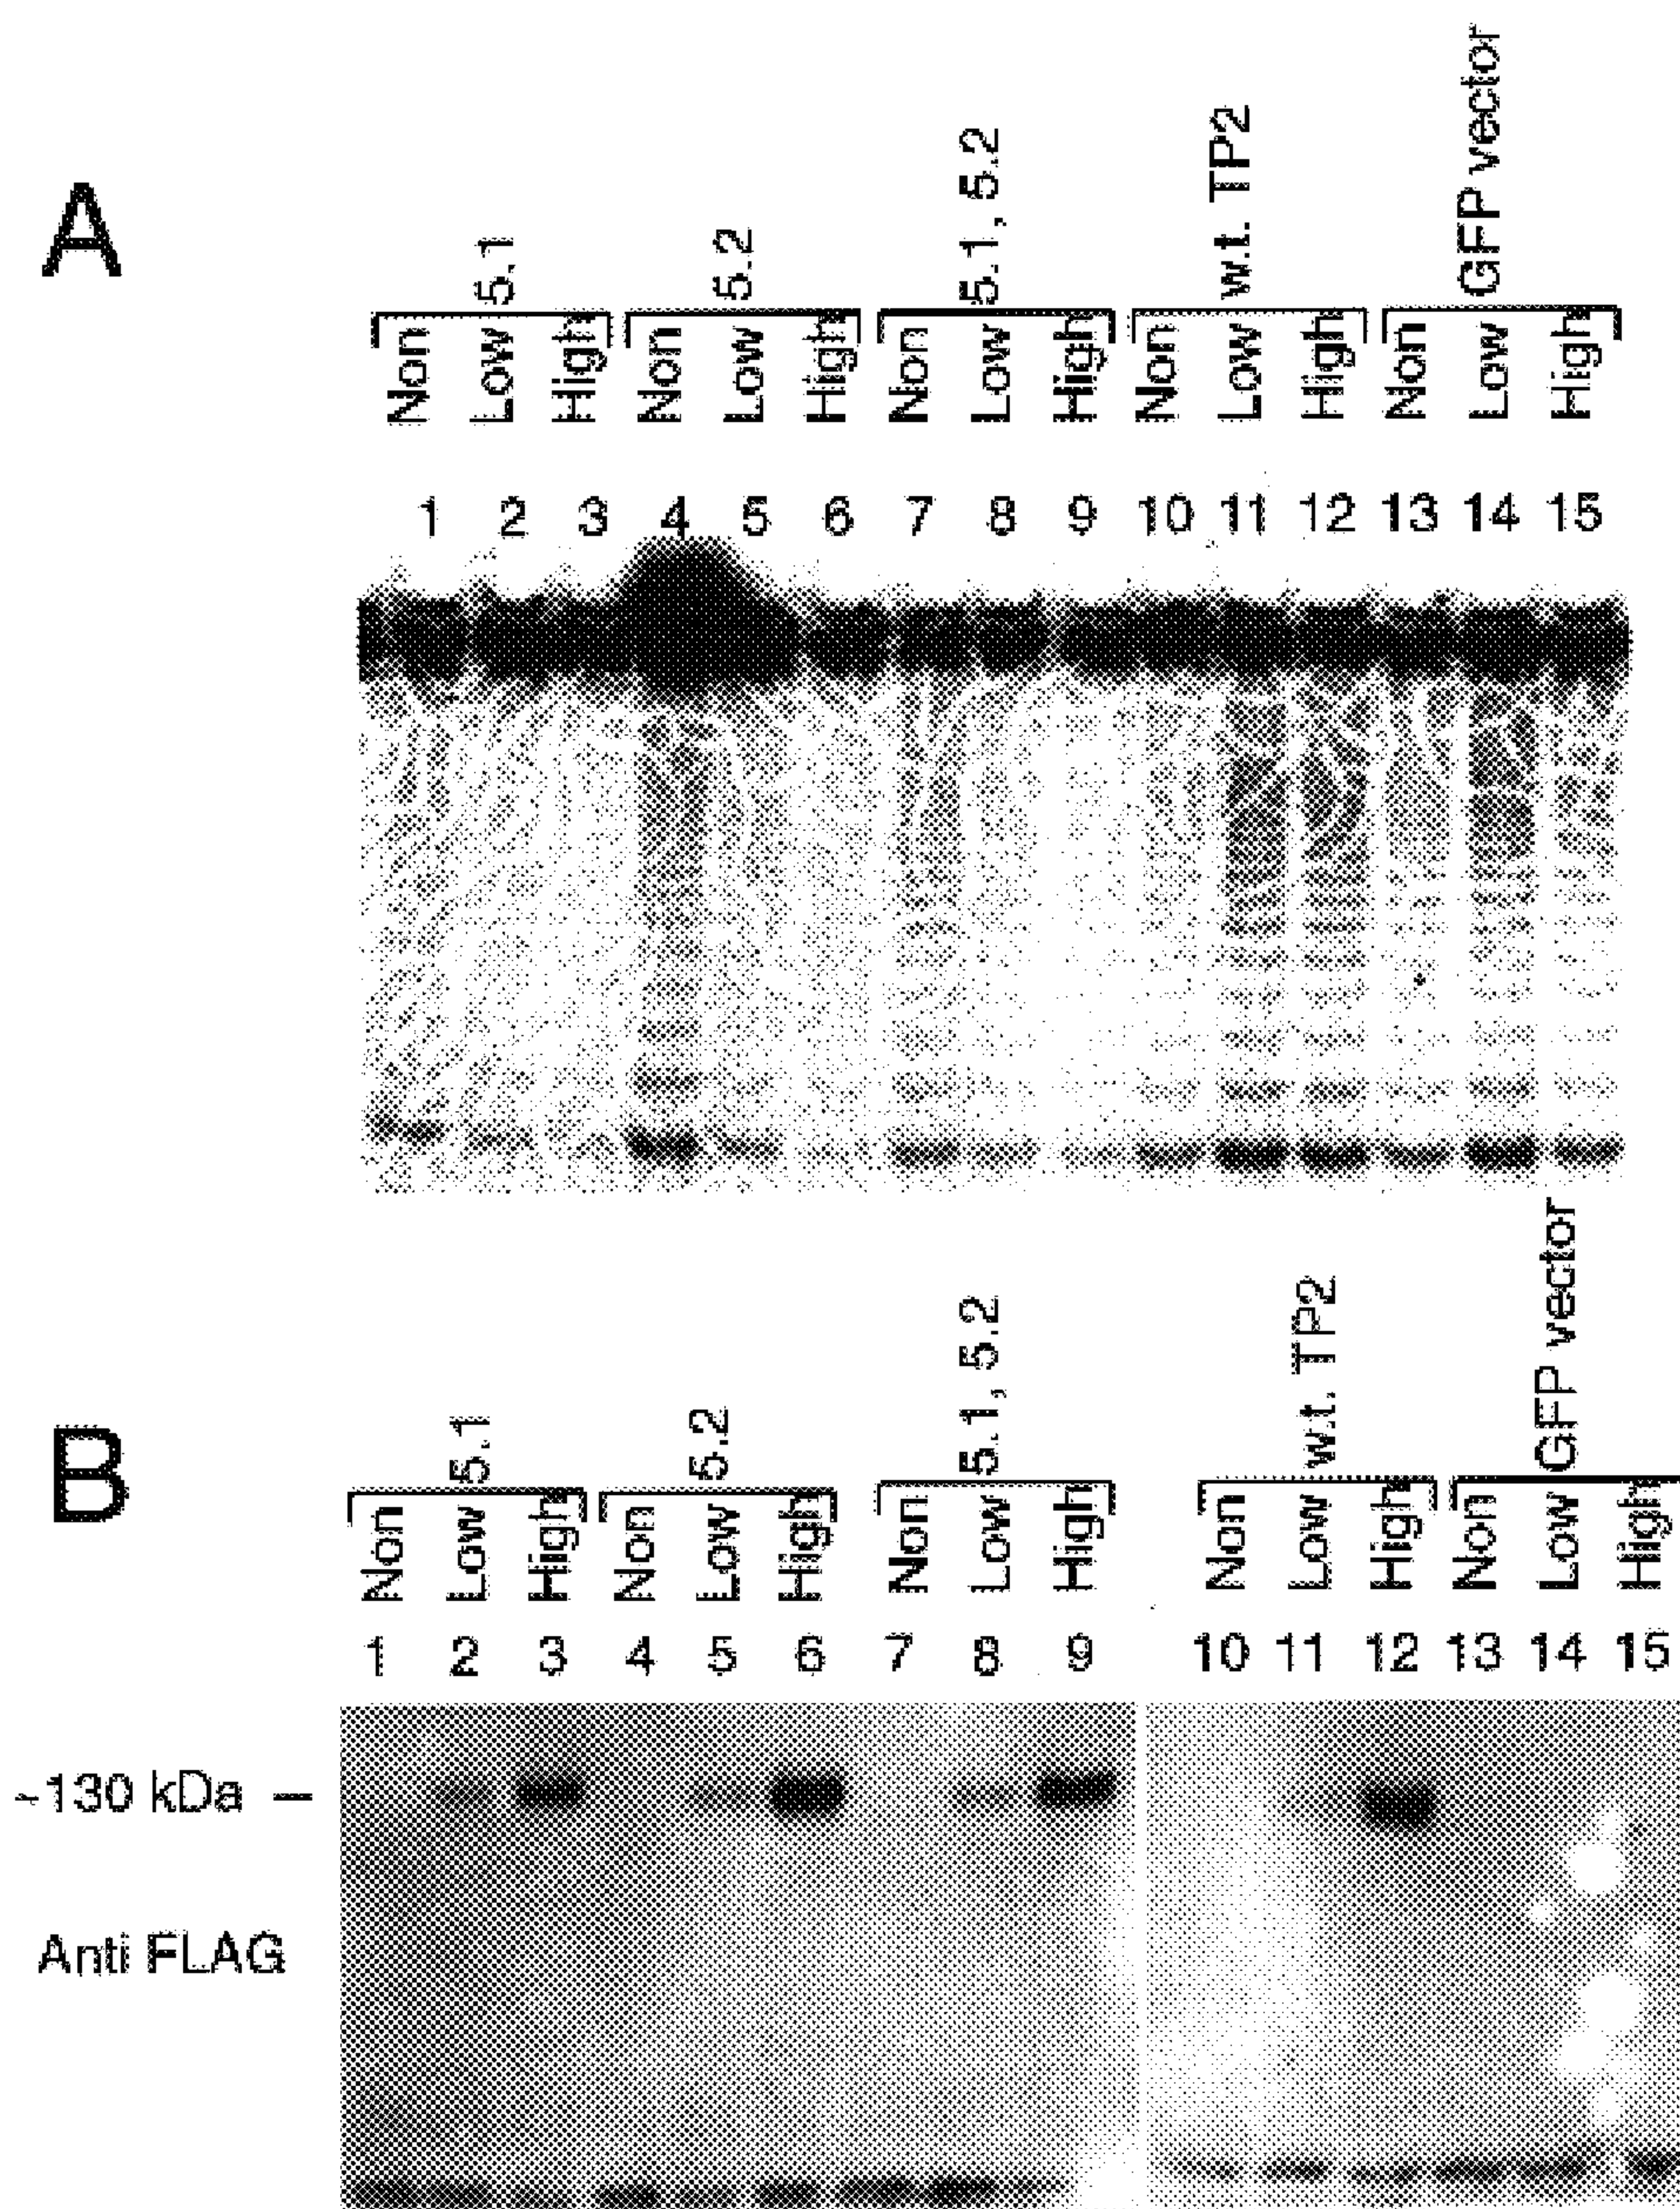 A
5.1
5.2
5.1, 5.2
w.t. TP2
GFP vector
Non Low High Non Low High Non Low High Non Low High Non Low High
1 2 3 4 5 6 7 8 9 10 11 12 13 14 15
B
5.1
5.2
5.1, 5.2
w.t. TP2
GFP vector
Non Low High Non Low High Non Low High Non Low High Non Low High
1 2 3 4 5 6 7 8 9 10 11 12 13 14 15
~130 kDa –
Anti FLAG